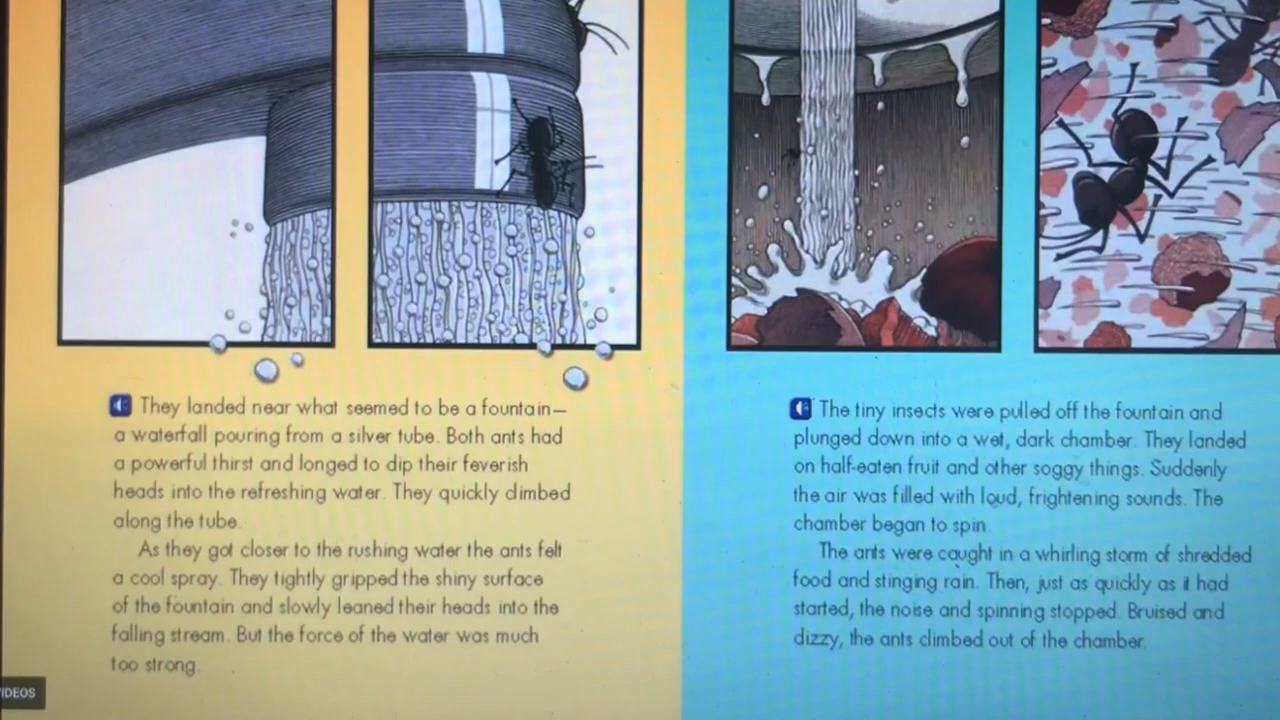 They landed near what seemed to be a fountain—
a waterfall pouring from a silver tube. Both ants had
a powerful thirst and longed to dip their feverish
heads into the refreshing water. They quickly climbed
along the tube.
As they got closer to the rushing water the ants felt
a cool spray. They tightly gripped the shiny surface
of the fountain and slowly leaned their heads into the
falling stream. But the force of the water was much
too strong.
The tiny insects were pulled off the fountain and
plunged down into a wet, dark chamber. They landed
on half-eaten fruit and other soggy things. Suddenly
the air was filled with loud, frightening sounds. The
chamber began to spin.
The ants were caught in a whirling storm of shredded
food and stinging rain. Then, just as quickly as it had
started, the noise and spinning stopped. Bruised and
dizzy, the ants climbed out of the chamber.
IDEOS